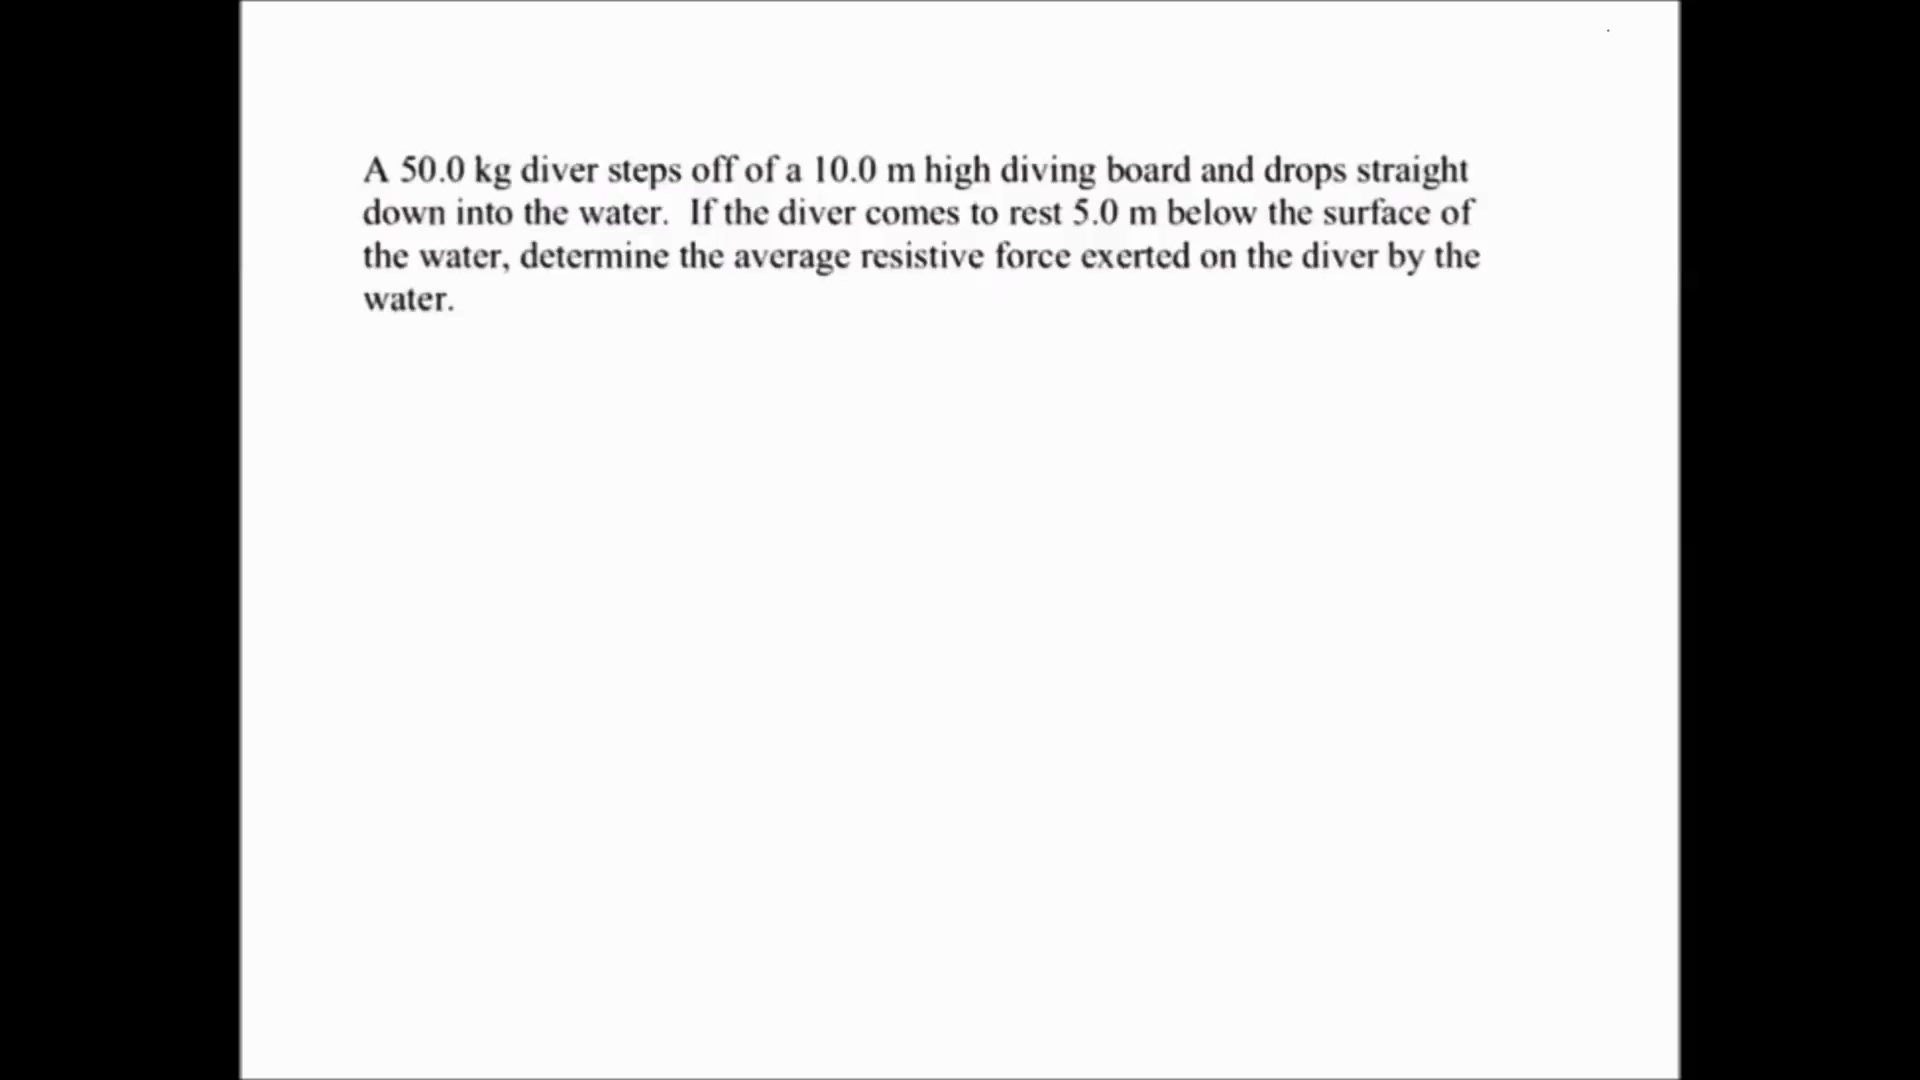 A 50.0 kg diver steps off of a 10.0 m high diving board and drops straight
down into the water.  If the diver comes to rest 5.0 m below the surface of
the water, determine the average resistive force exerted on the diver by the
water.